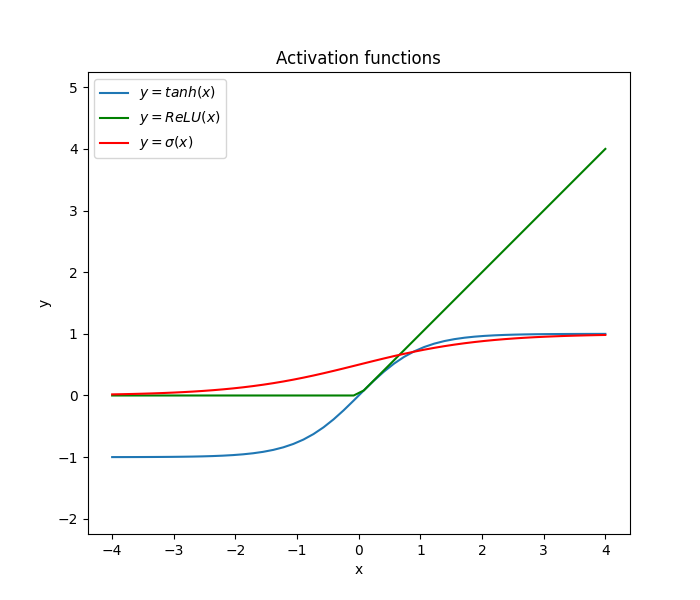 Activation functions
y = tanh(x)
y = ReLU(x)
y = σ(x)
5
4
3
2
1
0
−1
−2
y
−4 −3 −2 −1 0 1 2 3 4
x